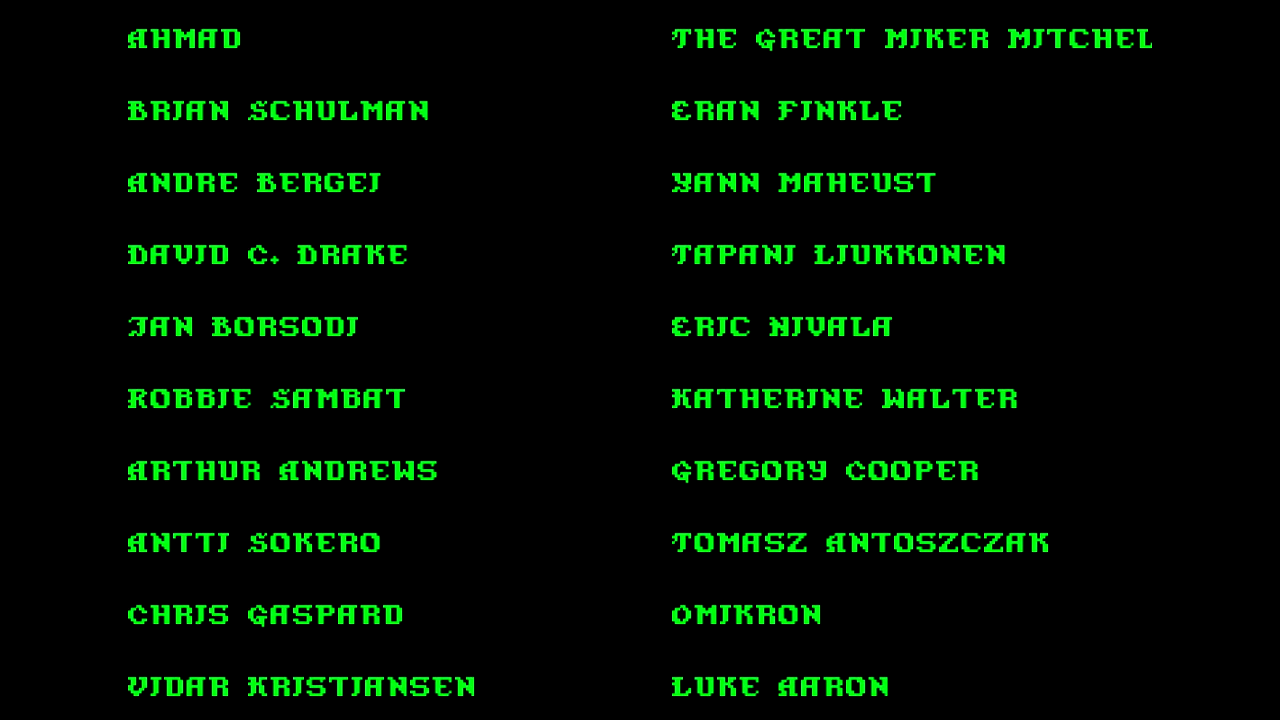 AHMAD
BRIAN SCHULMAN
ANDRE BERGEI
DAVID C. DRAKE
JAN BORSODI
ROBBIE SAMBAT
ARTHUR ANDREWS
ANTTI SOKERO
CHRIS GASPARD
VIDAR KRISTIANSEN
THE GREAT MIKER MITCHEL
ERAN FINKLE
YANN MAHEUST
TAPANI LIUKKONEN
ERIC NIVALA
KATHERINE WALTER
GREGORY COOPER
TOMASZ ANTOSZCZAK
OMIKRON
LUKE AARON